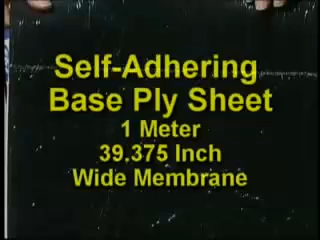 Self-Adhering
Base Ply Sheet
1 Meter
39.375 Inch
Wide Membrane